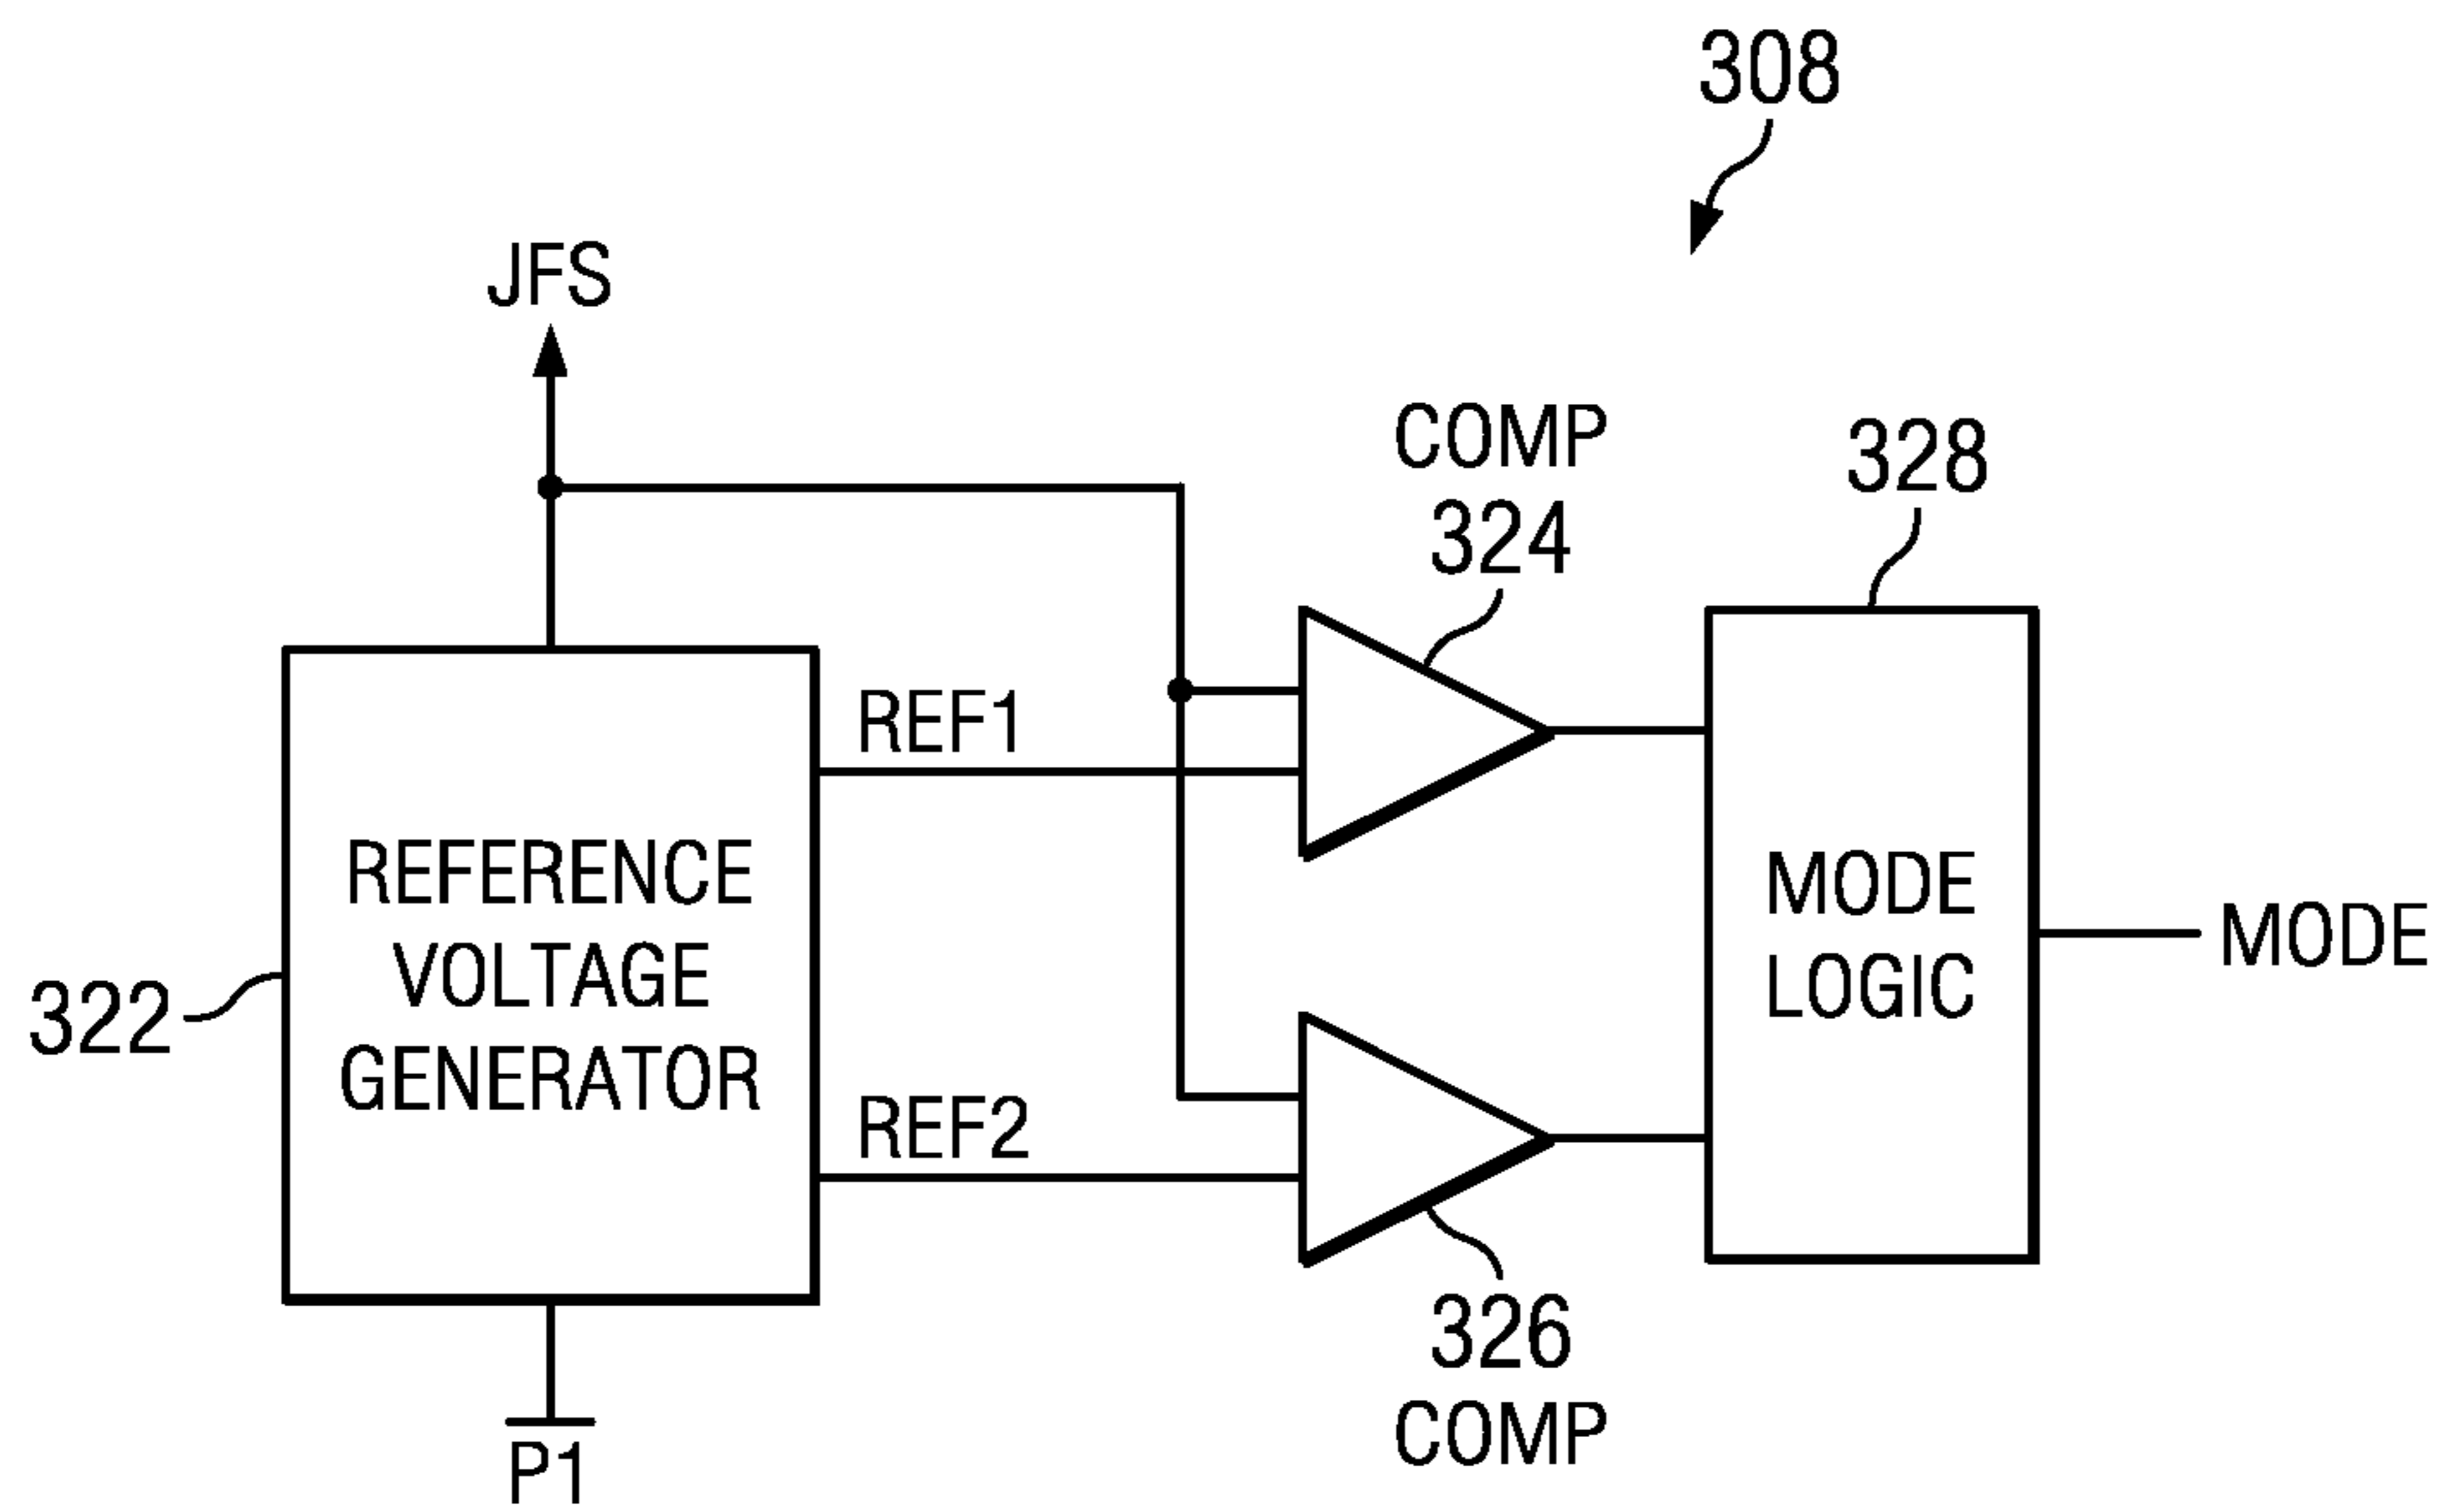 308
JFS
COMP
324
328
REF1
REFERENCE
VOLTAGE
GENERATOR
322
REF2
MODE
LOGIC
MODE
326
COMP
P1